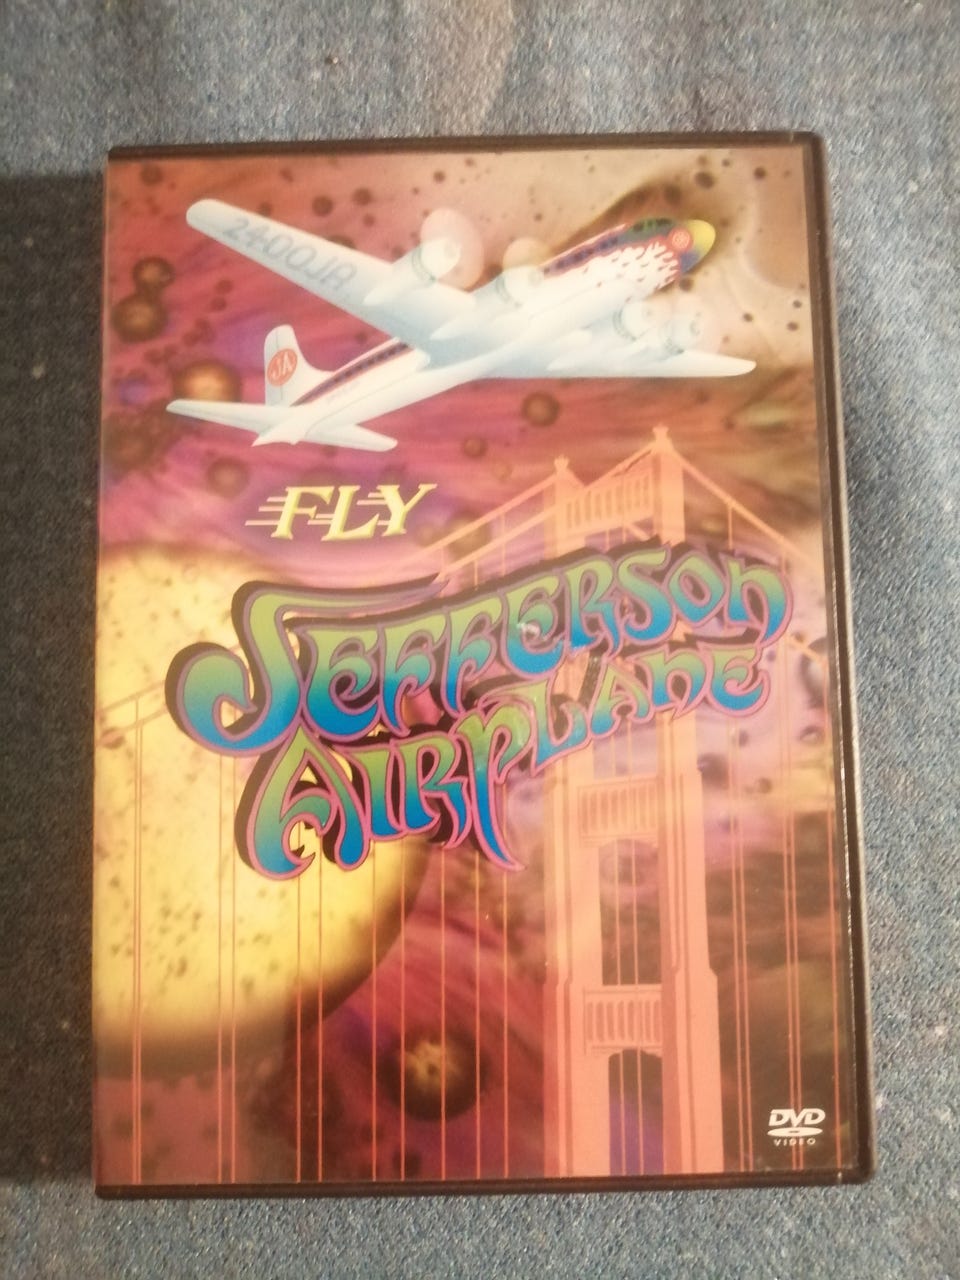 2400JA
JA
FLY
JEFFERSON
AIRPLANE
DVD
VIDEO